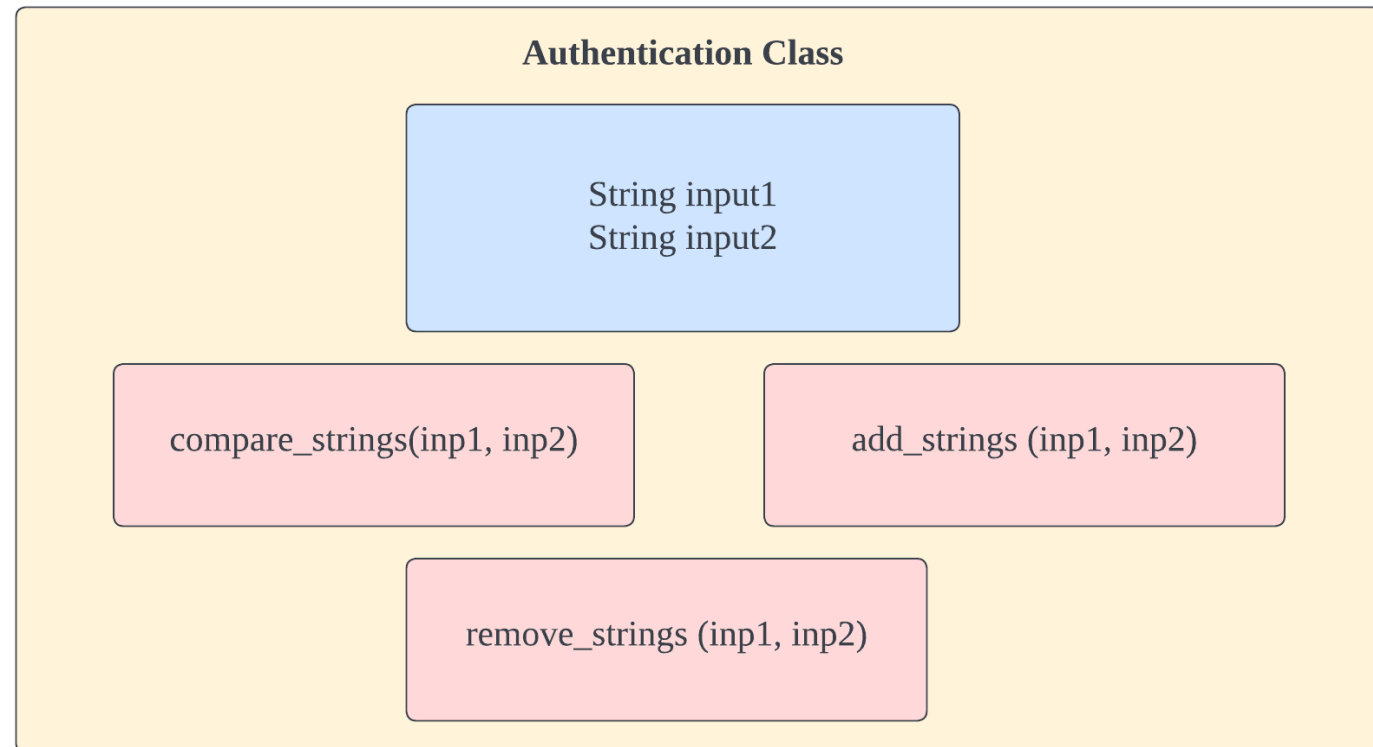 Authentication Class
String input1
String input2
compare_strings(inp1, inp2)
add_strings (inp1, inp2)
remove_strings (inp1, inp2)